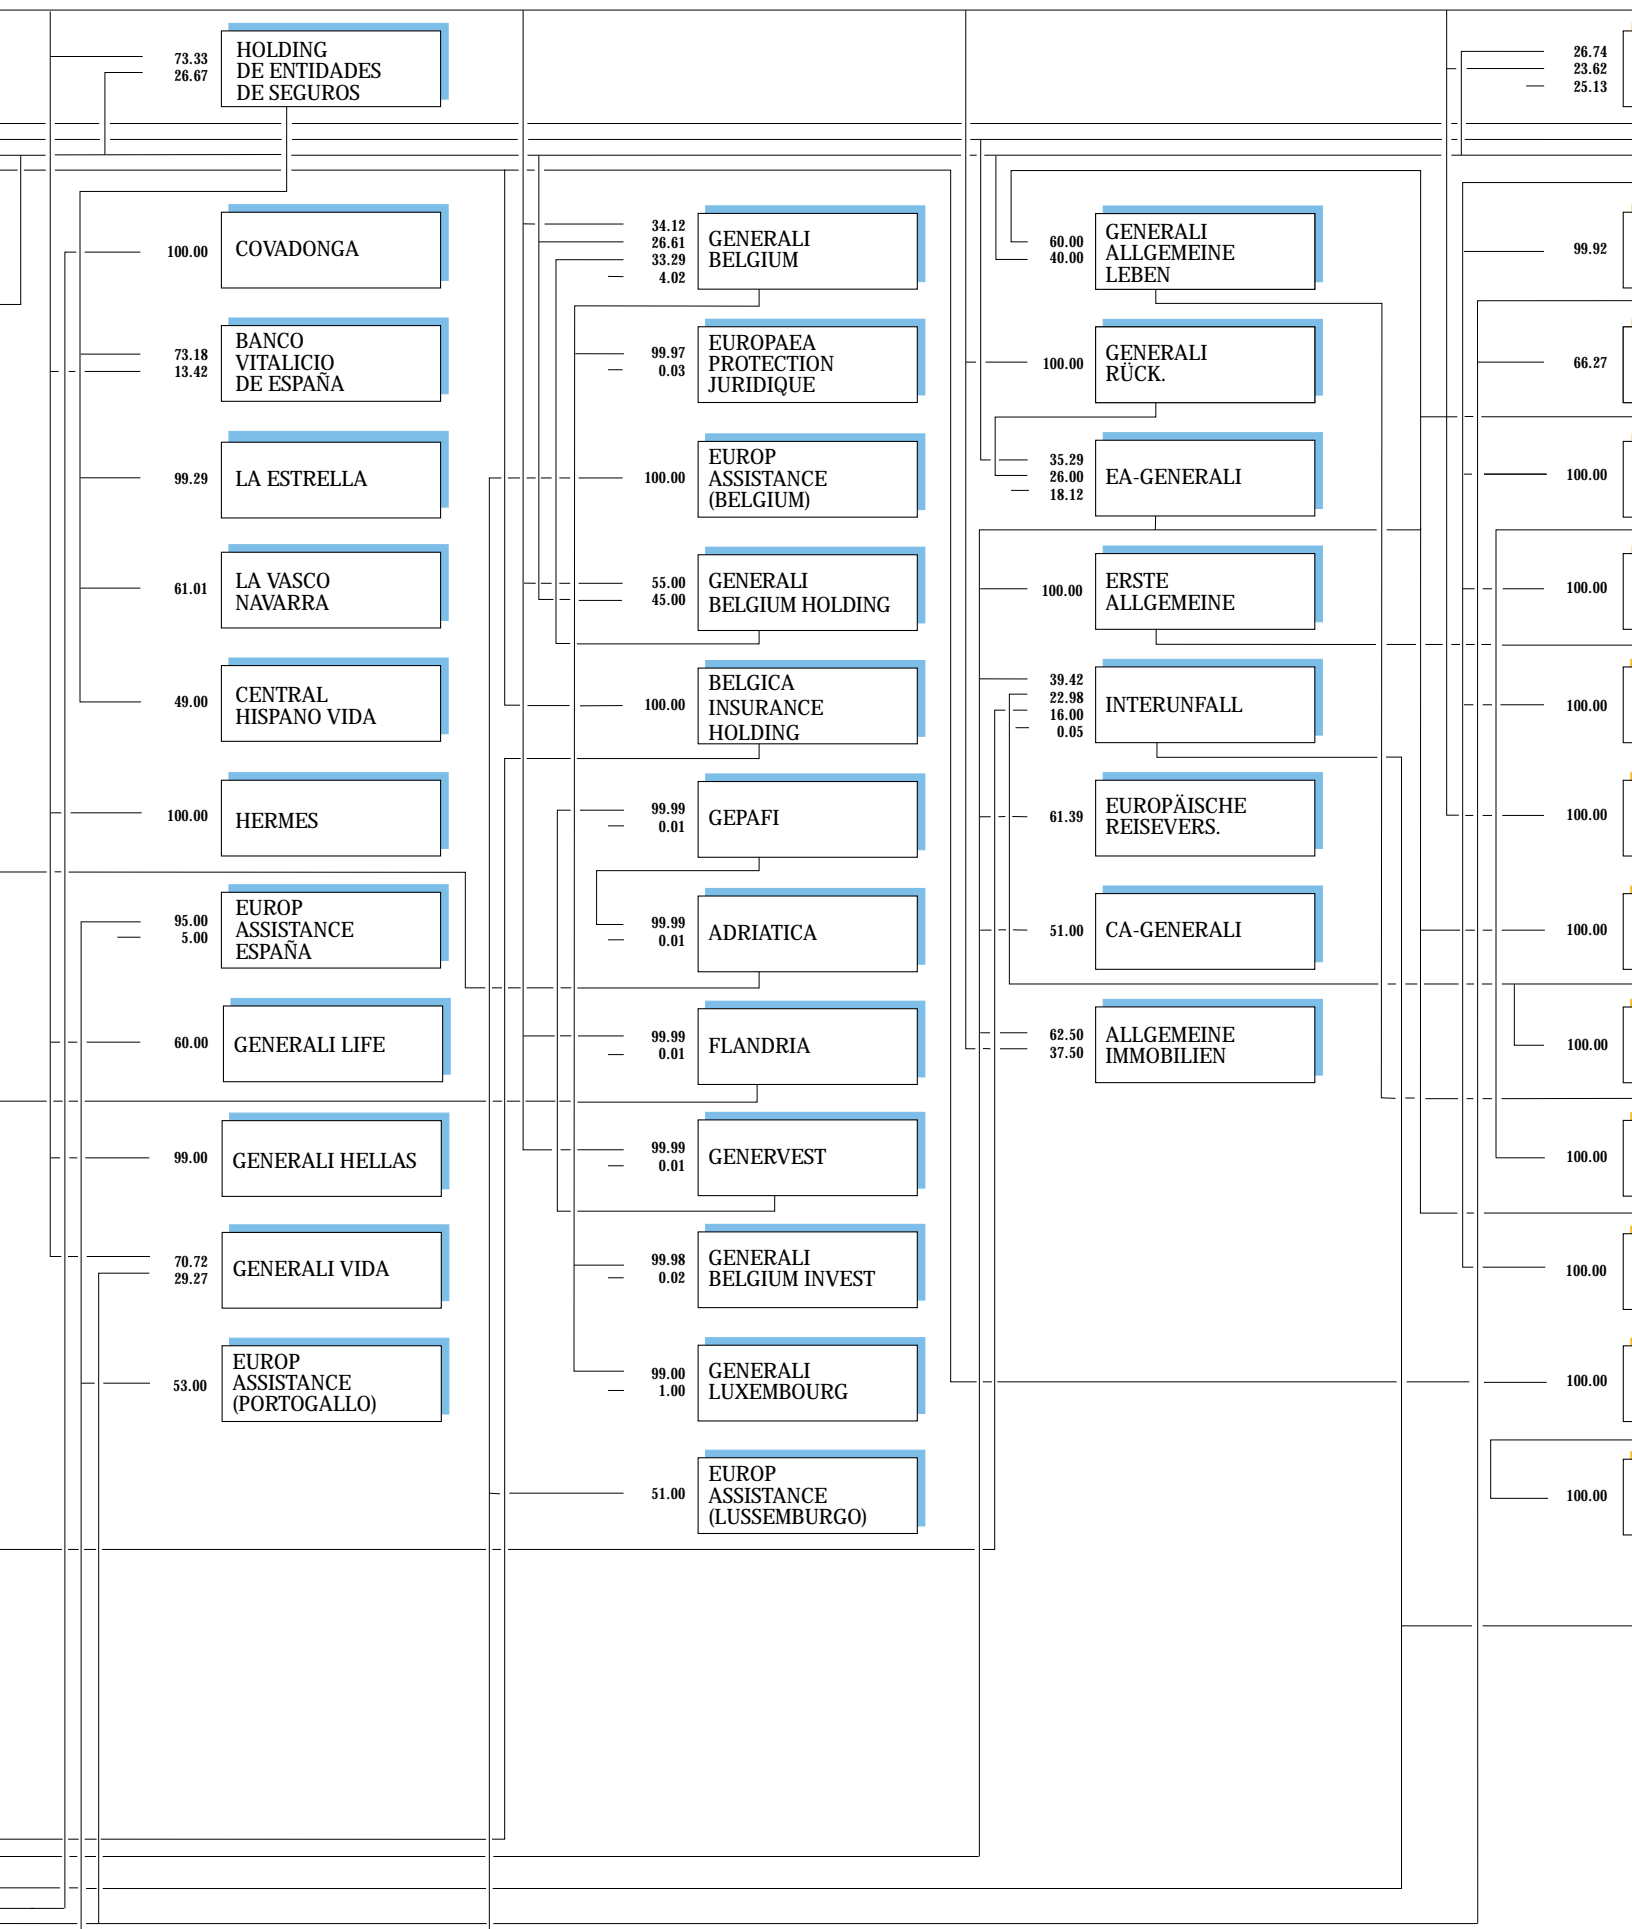 73.33
26.67
HOLDING
DE ENTIDADES
DE SEGUROS
100.00
COVADONGA
73.18
13.42
BANCO
VITALICIO
DE ESPAÑA
99.29
LA ESTRELLA
61.01
LA VASCO
NAVARRA
49.00
CENTRAL
HISPANO VIDA
100.00
HERMES
95.00
5.00
EUROP
ASSISTANCE
ESPAÑA
60.00
GENERALI LIFE
99.00
GENERALI HELLAS
70.72
29.27
GENERALI VIDA
53.00
EUROP
ASSISTANCE
(PORTOGALLO)
34.12
26.61
33.29
4.02
GENERALI
BELGIUM
99.97
0.03
EUROPAEA
PROTECTION
JURIDIQUE
100.00
EUROP
ASSISTANCE
(BELGIUM)
55.00
45.00
GENERALI
BELGIUM HOLDING
100.00
BELGICA
INSURANCE
HOLDING
99.99
0.01
GEPAFI
99.99
0.01
ADRIATICA
99.99
0.01
FLANDRIA
99.99
0.01
GENERVEST
99.98
0.02
GENERALI
BELGIUM INVEST
99.00
1.00
GENERALI
LUXEMBOURG
51.00
EUROP
ASSISTANCE
(LUSSEMBURGO)
60.00
40.00
GENERALI
ALLGEMEINE
LEBEN
100.00
GENERALI
RÜCK.
35.29
26.00
18.12
EA-GENERALI
100.00
ERSTE
ALLGEMEINE
39.42
22.98
16.00
0.05
INTERUNFALL
61.39
EUROPÄISCHE
REISEVERS.
51.00
CA-GENERALI
62.50
37.50
ALLGEMEINE
IMMOBILIEN
26.74
23.62
25.13
99.92
66.27
100.00
100.00
100.00
100.00
100.00
100.00
100.00
100.00
100.00
100.00